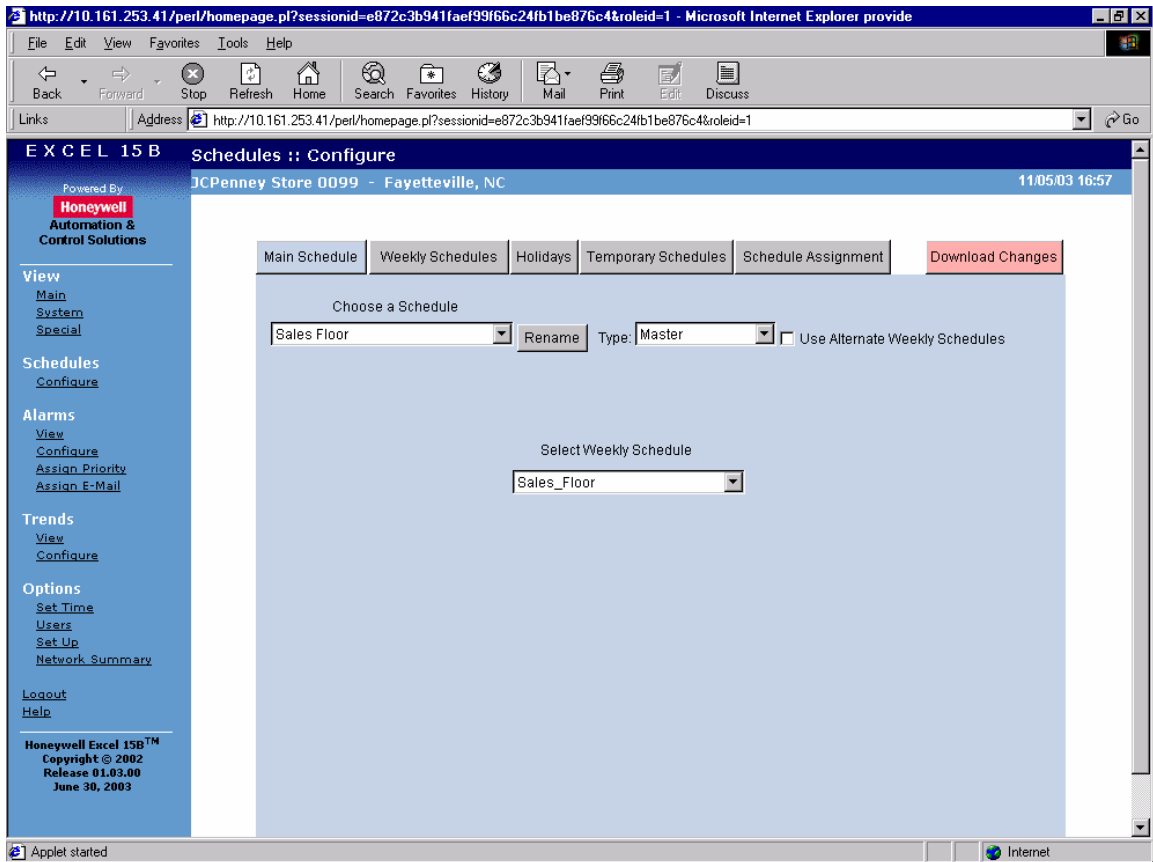 http://10.161.253.41/perl/homepage.pl?sessionid=e872c3b941faef99f66c24fb1be876c4&roleid=1 - Microsoft Internet Explorer provide
File Edit View Favorites Tools Help
Back Forward Stop Refresh Home Search Favorites History Mail Print Edit Discuss
Links Address http://10.161.253.41/perl/homepage.pl?sessionid=e872c3b941faef99f66c24fb1be876c4&roleid=1 Go
EXCEL 15B
Powered By
Honeywell
Automation &
Control Solutions
View
Main
System
Special
Schedules
Configure
Alarms
View
Configure
Assign Priority
Assign E-Mail
Trends
View
Configure
Options
Set Time
Users
Set Up
Network Summary
Logout
Help
Honeywell Excel 15B™
Copyright © 2002
Release 01.03.00
June 30, 2003
Schedules :: Configure
JCPenney Store 0099 - Fayetteville, NC 11/05/03 16:57
Main Schedule Weekly Schedules Holidays Temporary Schedules Schedule Assignment Download Changes
Choose a Schedule
Sales Floor Rename Type: Master Use Alternate Weekly Schedules
Select Weekly Schedule
Sales_Floor
Applet started Internet